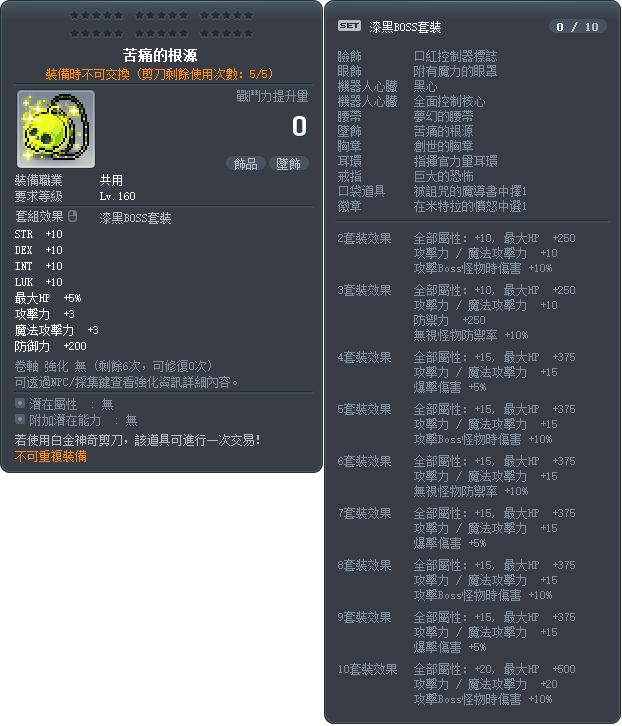 苦痛的根源
裝備時不可交換 (剪刀剩餘使用次數: 5/5)
戰鬥力提升量
0
飾品 墜飾
裝備職業 共用
要求等級 Lv.160
套組效果 漆黑BOSS套裝
STR +10
DEX +10
INT +10
LUK +10
最大HP +5%
攻擊力 +3
魔法攻擊力 +3
防御力 +200
卷軸 強化 無 (剩餘6次, 可修復0次)
可透過NPC/採集鍵查看強化資訊詳細內容。
潛在屬性 : 無
附加潛在能力 : 無
若使用白金神奇剪刀，該道具可進行一次交易!
不可重複裝備
SET 漆黑BOSS套裝 0 / 10
臉飾 口紅控制器標誌
眼飾 附有魔力的眼罩
機器人心臟 黑心
機器人心臟 全面控制核心
腰帶 夢幻的腰帶
墜飾 苦痛的根源
胸章 創世的胸章
耳環 指揮官力量耳環
戒指 巨大的恐怖
口袋道具 被詛咒的魔導書中擇1
徽章 在米特拉的憤怒中選1
2套裝效果 全部屬性: +10, 最大HP +250
攻擊力 / 魔法攻擊力 +10
攻擊Boss怪物時傷害 +10%
3套裝效果 全部屬性: +10, 最大HP +250
攻擊力 / 魔法攻擊力 +10
防禦力 +250
無視怪物防禦率 +10%
4套裝效果 全部屬性: +15, 最大HP +375
攻擊力 / 魔法攻擊力 +15
爆擊傷害 +5%
5套裝效果 全部屬性: +15, 最大HP +375
攻擊力 / 魔法攻擊力 +15
攻擊Boss怪物時傷害 +10%
6套裝效果 全部屬性: +15, 最大HP +375
攻擊力 / 魔法攻擊力 +15
無視怪物防禦率 +10%
7套裝效果 全部屬性: +15, 最大HP +375
攻擊力 / 魔法攻擊力 +15
爆擊傷害 +5%
8套裝效果 全部屬性: +15, 最大HP +375
攻擊力 / 魔法攻擊力 +15
攻擊Boss怪物時傷害 +10%
9套裝效果 全部屬性: +15, 最大HP +375
攻擊力 / 魔法攻擊力 +15
爆擊傷害 +5%
10套裝效果 全部屬性: +20, 最大HP +500
攻擊力 / 魔法攻擊力 +20
攻擊Boss怪物時傷害 +10%